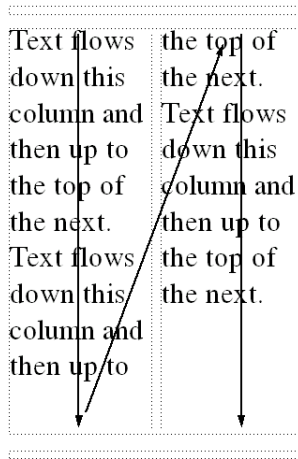 Text flows
down this
column and
then up to
the top of
the next.
Text flows
down this
column and
then up to
the top of
the next.
Text flows
down this
column and
then up to
the top of
the next.